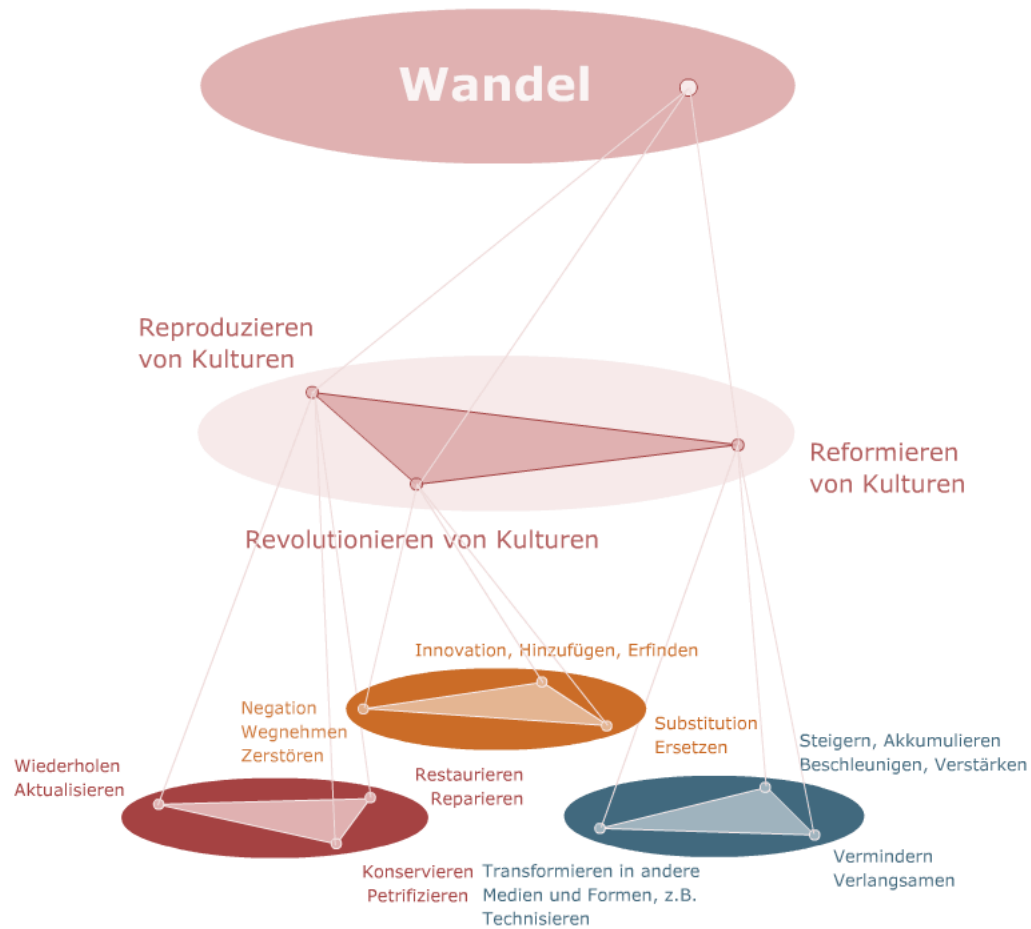 Wandel
Reproduzieren
von Kulturen
Reformieren
von Kulturen
Revolutionieren von Kulturen
Innovation, Hinzufügen, Erfinden
Negation
Wegnehmen
Zerstören
Substitution
Ersetzen
Steigern, Akkumulieren
Beschleunigen, Verstärken
Wiederholen
Aktualisieren
Restaurieren
Reparieren
Konservieren
Petrifizieren
Transformieren in andere
Medien und Formen, z.B.
Technisieren
Vermindern
Verlangsamen